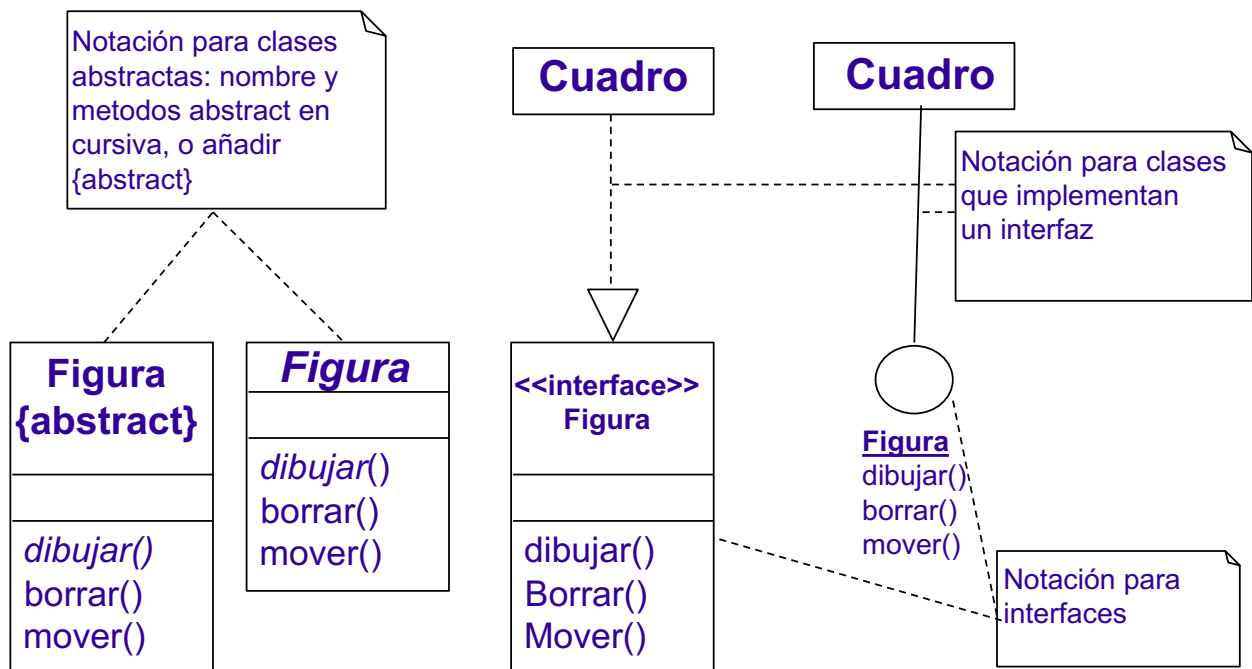 Notación para clases
abstractas: nombre y
metodos abstract en
cursiva, o añadir
{abstract}
Cuadro
Cuadro
Notación para clases
que implementan
un interfaz
Figura
{abstract}
dibujar()
borrar()
mover()
Figura
dibujar()
borrar()
mover()
<<interface>>
Figura
dibujar()
Borrar()
Mover()
Figura
dibujar()
borrar()
mover()
Notación para
interfaces